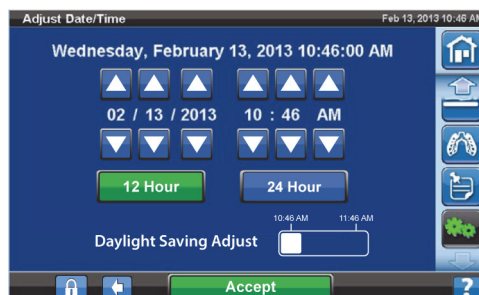 Adjust Date/Time
Feb 13, 2013 10:46 AM
Wednesday, February 13, 2013 10:46:00 AM
02 / 13 / 2013 10 : 46 AM
12 Hour 24 Hour
10:46 AM 11:46 AM
Daylight Saving Adjust
Accept
?